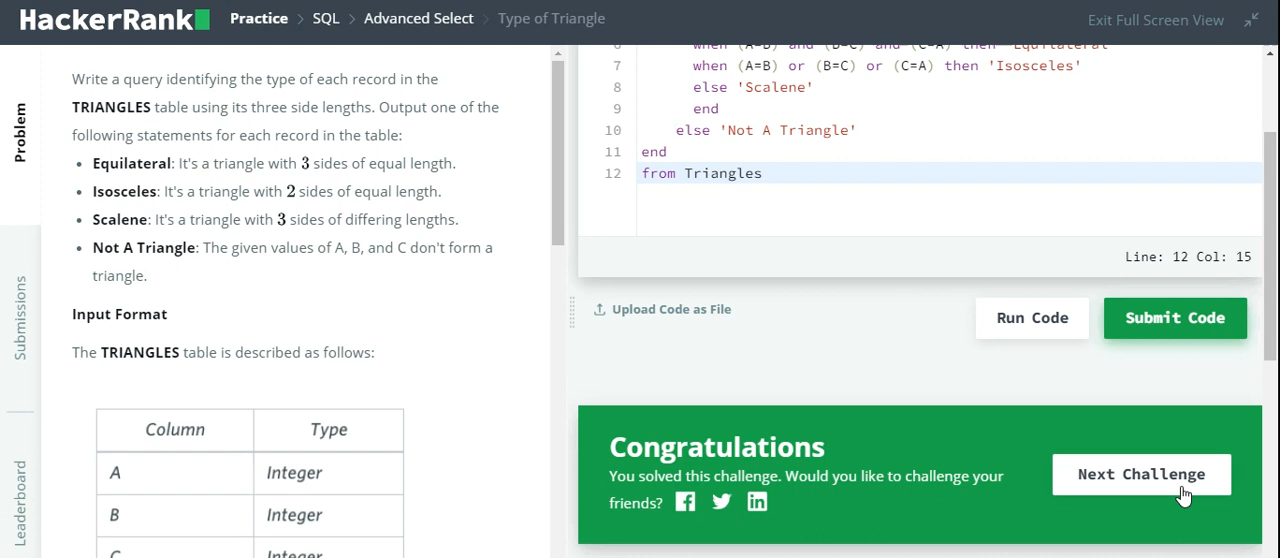 HackerRank Practice > SQL > Advanced Select > Type of Triangle Exit Full Screen View
Problem
Submissions
Leaderboard
Write a query identifying the type of each record in the
TRIANGLES table using its three side lengths. Output one of the
following statements for each record in the table:
• Equilateral: It's a triangle with 3 sides of equal length.
• Isosceles: It's a triangle with 2 sides of equal length.
• Scalene: It's a triangle with 3 sides of differing lengths.
• Not A Triangle: The given values of A, B, and C don't form a
triangle.
Input Format
The TRIANGLES table is described as follows:
Column Type
A Integer
B Integer
C Integer
6 when (A=B) and (B=C) and (C=A) then 'Equilateral'
7 when (A=B) or (B=C) or (C=A) then 'Isosceles'
8 else 'Scalene'
9 end
10 else 'Not A Triangle'
11 end
12 from Triangles
Line: 12 Col: 15
Upload Code as File
Run Code
Submit Code
Congratulations
You solved this challenge. Would you like to challenge your
friends?
Next Challenge